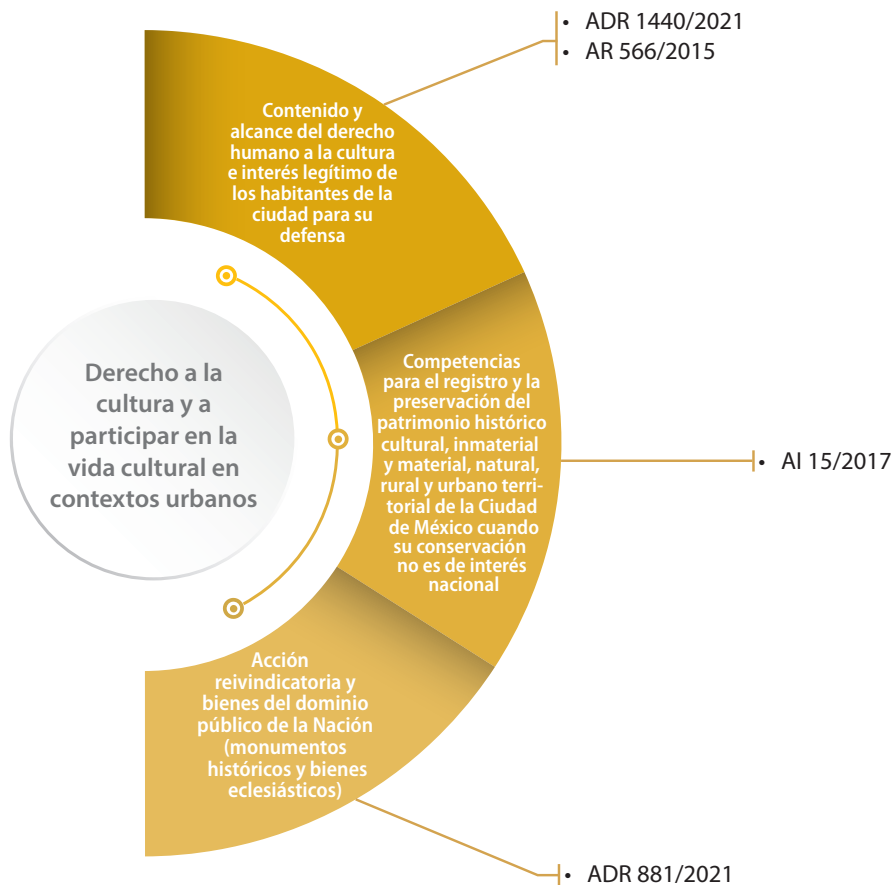 • ADR 1440/2021
• AR 566/2015
Contenido y
alcance del derecho
humano a la cultura
e interés legítimo de
los habitantes de la
ciudad para su
defensa
Derecho a la
cultura y a
participar en la
vida cultural en
contextos urbanos
Competencias
para el registro y la
preservación del
patrimonio histórico
cultural, inmaterial
y material, natural,
rural y urbano terri-
torial de la Ciudad
de México cuando
su conservación
no es de interés
nacional
• AI 15/2017
Acción
reivindicatoria y
bienes del dominio
público de la Nación
(monumentos
históricos y bienes
eclesiásticos)
• ADR 881/2021